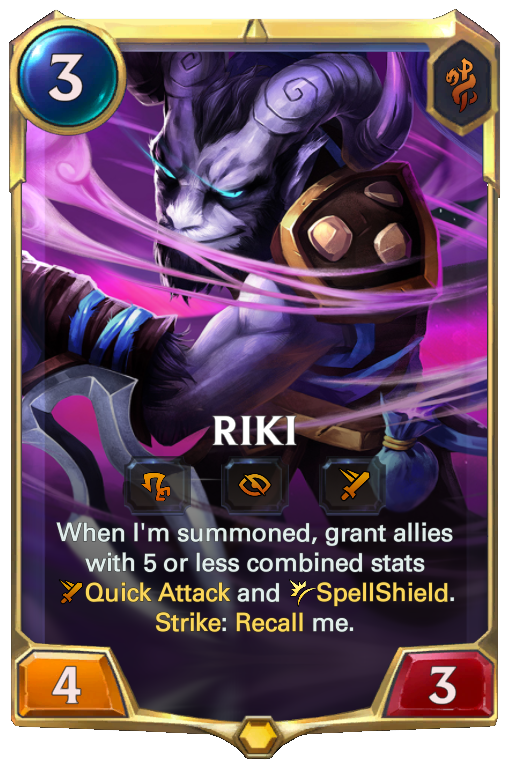 3
RIKI
When I'm summoned, grant allies
with 5 or less combined stats
Quick Attack and SpellShield.
Strike: Recall me.
4
3